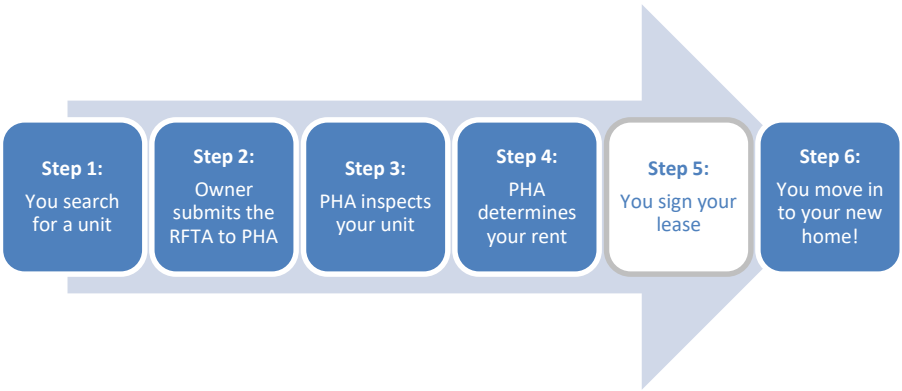 Step 1:
You search
for a unit
Step 2:
Owner
submits the
RFTA to PHA
Step 3:
PHA inspects
your unit
Step 4:
PHA
determines
your rent
Step 5:
You sign your
lease
Step 6:
You move in
to your new
home!